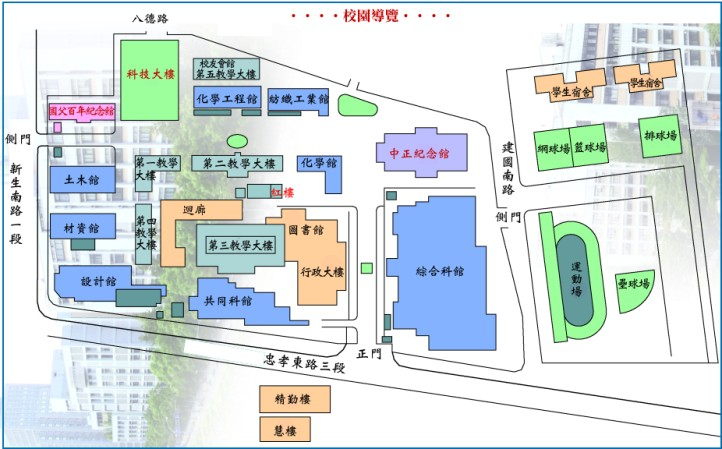 ‧‧‧‧校園導覽‧‧‧‧
八德路
科技大樓
校友會館
第五教學大樓
化學工程館
紡織工業館
國父百年紀念館
側門
新生南路一段
土木館
材資館
設計館
第一教學
大樓
第二教學大樓
化學館
紅樓
第四
教學
大樓
迴廊
圖書館
第三教學大樓
行政大樓
共同科館
中正紀念館
綜合科館
正門
忠孝東路三段
精勤樓
慧樓
建國南路
側門
學生宿舍
學生宿舍
網球場
籃球場
排球場
運動場
壘球場